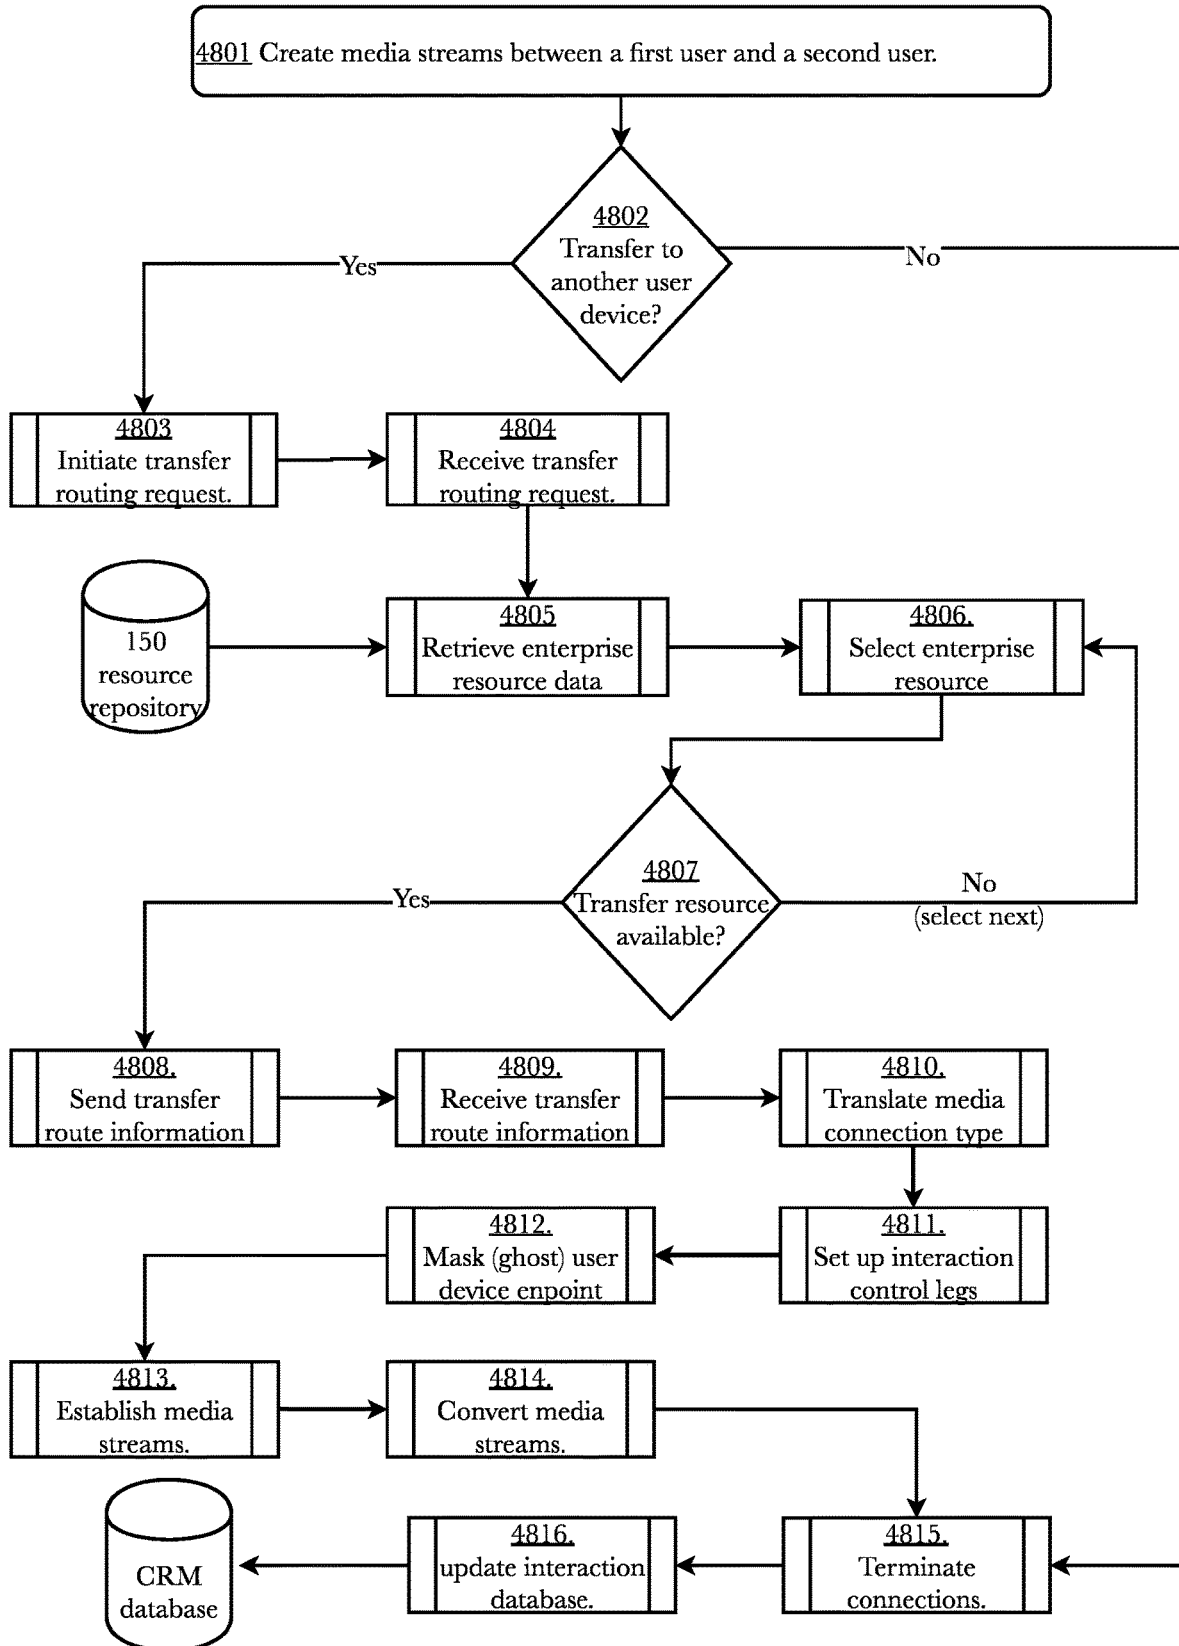 4801 Create media streams between a first user and a second user.
4802
Transfer to
another user
device?
Yes
No
4803
Initiate transfer
routing request.
4804
Receive transfer
routing request.
150
resource
repository
4805
Retrieve enterprise
resource data
4806.
Select enterprise
resource
4807
Transfer resource
available?
Yes
No
(select next)
4808.
Send transfer
route information
4809.
Receive transfer
route information
4810.
Translate media
connection type
4812.
Mask (ghost) user
device enpoint
4811.
Set up interaction
control legs
4813.
Establish media
streams.
4814.
Convert media
streams.
CRM
database
4816.
update interaction
database.
4815.
Terminate
connections.